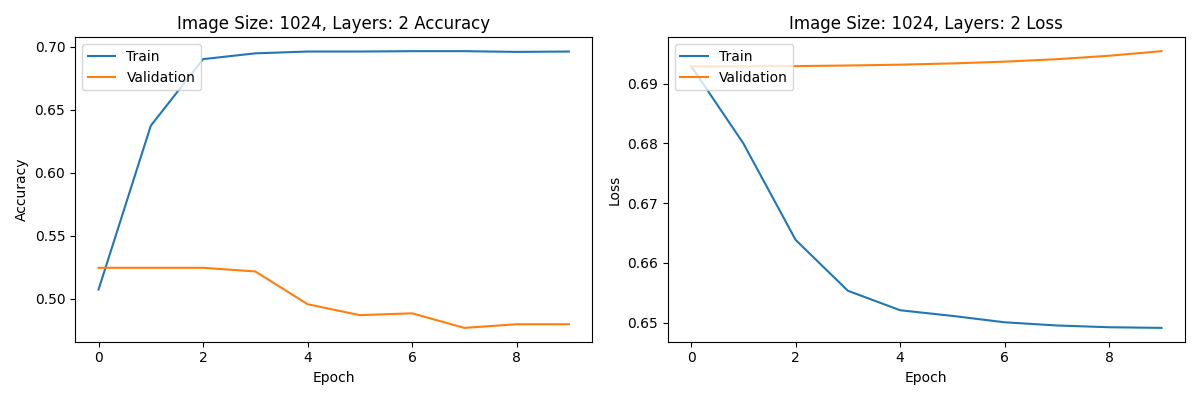 Image Size: 1024, Layers: 2 Accuracy
0.70
0.65
0.60
0.55
0.50
Accuracy
Train
Validation
0
2
4
6
8
Epoch
Image Size: 1024, Layers: 2 Loss
0.69
0.68
0.67
0.66
0.65
Loss
Train
Validation
0
2
4
6
8
Epoch